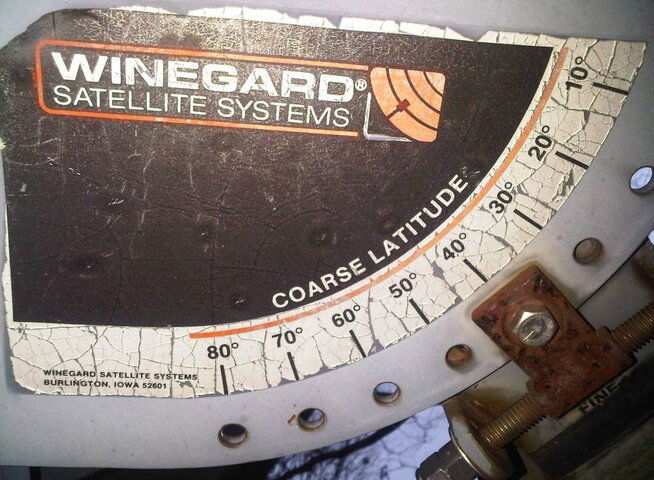 WINEGARD®
SATELLITE SYSTEMS
COARSE LATITUDE
10°
20°
30°
40°
50°
60°
70°
80°
WINEGARD SATELLITE SYSTEMS
BURLINGTON, IOWA 52601
FINE